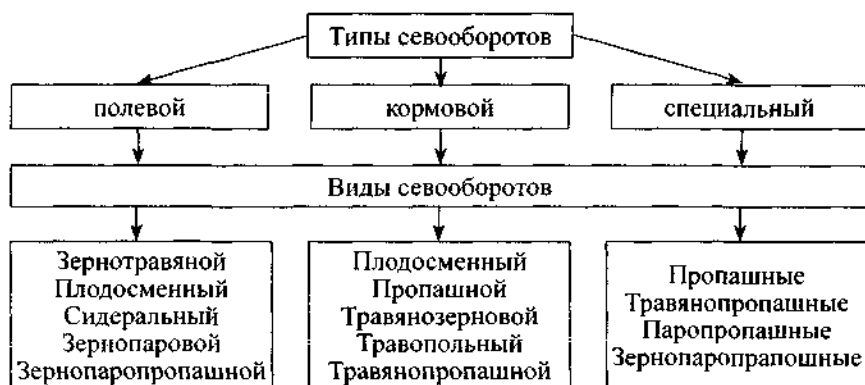 Типы севооборотов
полевой
кормовой
специальный
Виды севооборотов
Зернотравяной
Плодосменный
Сидеральный
Зернопаровой
Зернопаропропашной
Плодосменный
Пропашной
Травянозерновой
Травопольный
Травянопропашной
Пропашные
Травянопропашные
Паропропашные
Зернопаропрапошные